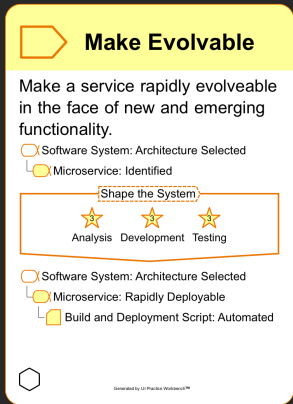 Make Evolvable
Make a service rapidly evolveable
in the face of new and emerging
functionality.
Software System: Architecture Selected
Microservice: Identified
Shape the System
3 3 3
Analysis Development Testing
Software System: Architecture Selected
Microservice: Rapidly Deployable
Build and Deployment Script: Automated
Generated by IJI Practice Workbench™